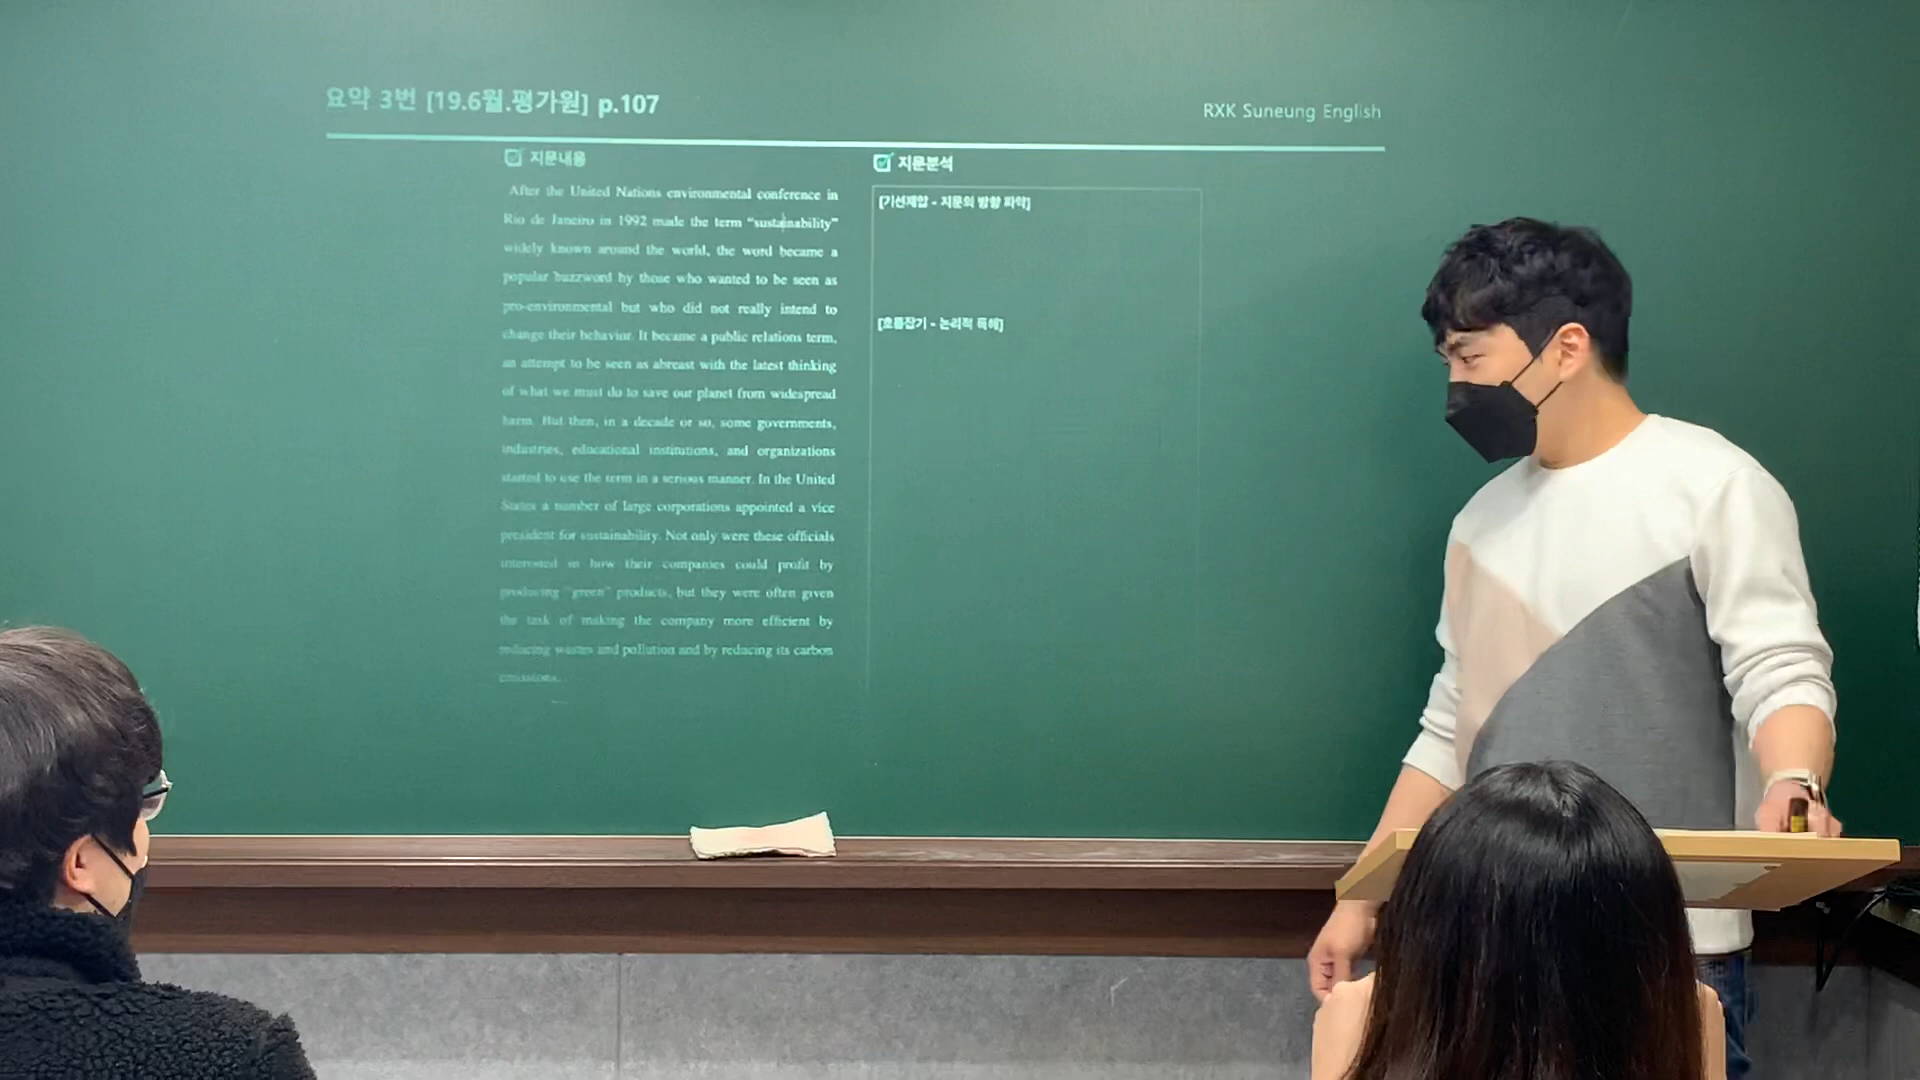 요약 3번 [19.6월.평가원] p.107
RXK Suneung English
지문내용
After the United Nations environmental conference in
Rio de Janeiro in 1992 made the term “sustainability”
widely known around the world, the word became a
popular buzzword by those who wanted to be seen as
pro-environmental but who did not really intend to
change their behavior. It became a public relations term,
an attempt to be seen as abreast with the latest thinking
of what we must do to save our planet from widespread
harm. But then, in a decade or so, some governments,
industries, educational institutions, and organizations
started to use the term in a serious manner. In the United
States a number of large corporations appointed a vice
president for sustainability. Not only were these officials
interested in how their companies could profit by
producing “green” products, but they were often given
the task of making the company more efficient by
reducing wastes and pollution and by reducing its carbon
emissions.
지문분석
[기선제압 - 지문의 방향 파악]
[흐름잡기 - 논리적 독해]